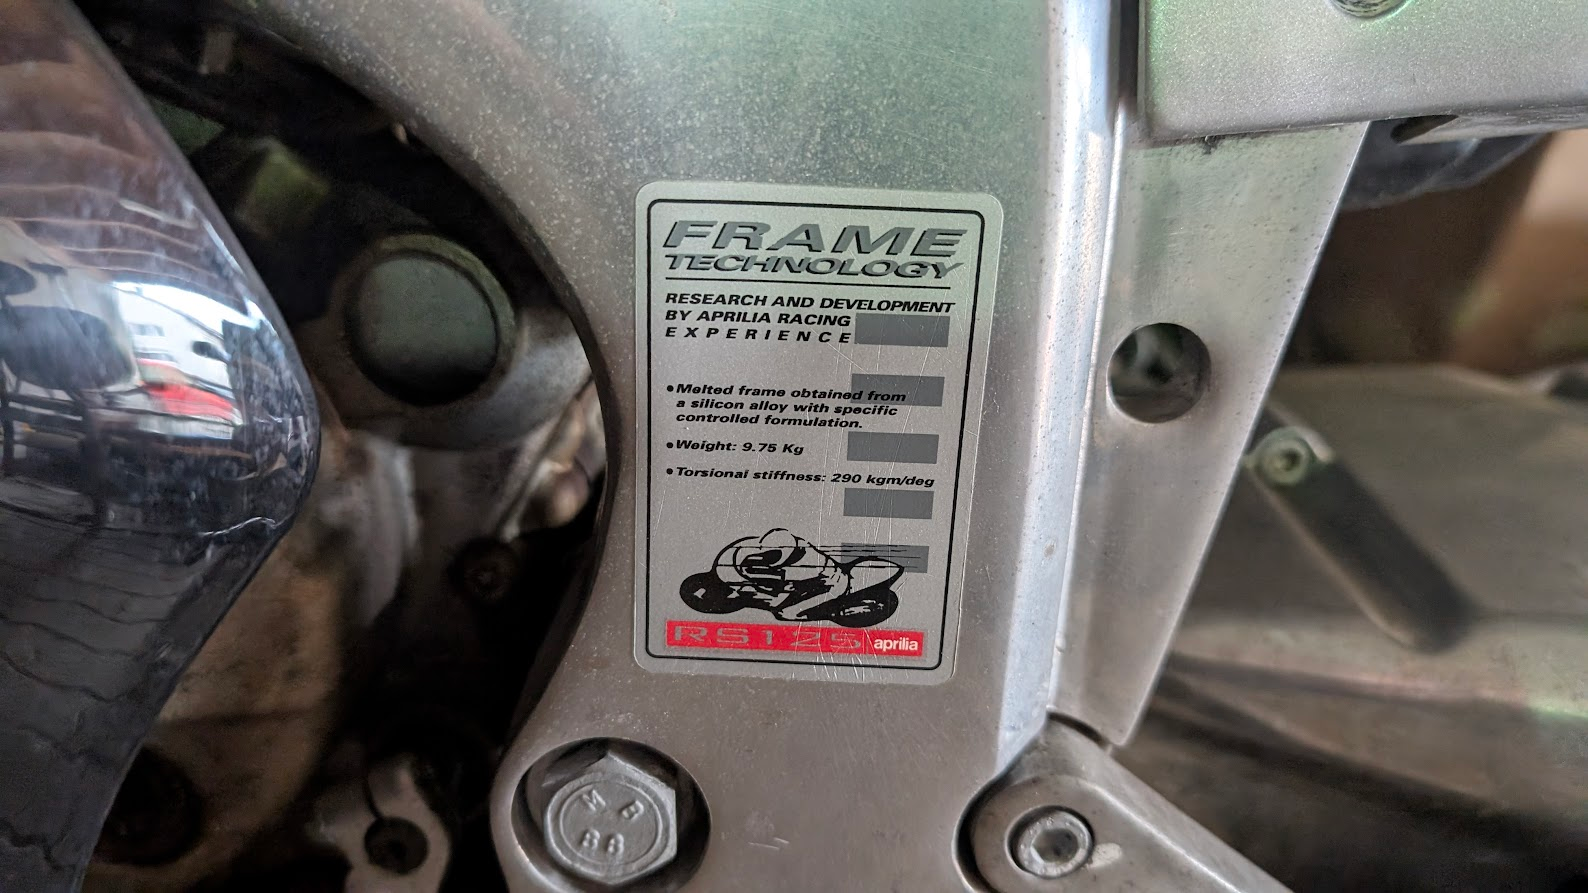 FRAME
TECHNOLOGY
RESEARCH AND DEVELOPMENT
BY APRILIA RACING
EXPERIENCE
• Melted frame obtained from
a silicon alloy with specific
controlled formulation.
• Weight: 9.75 Kg
• Torsional stiffness: 290 kgm/deg
RS125 aprilia
M B
88